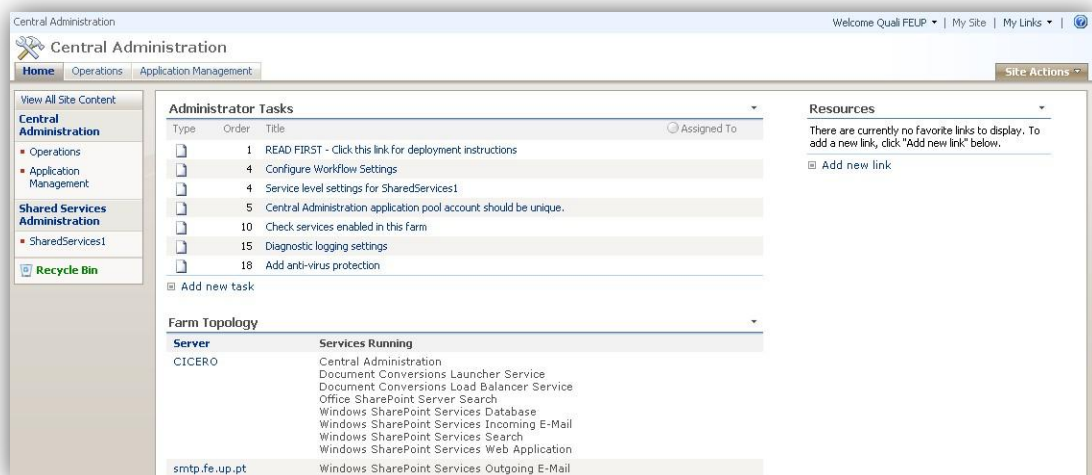 Central Administration
Welcome Quali FEUP | My Site | My Links |
Central Administration
Home Operations Application Management
Site Actions
View All Site Content
Central
Administration
Operations
Application
Management
Shared Services
Administration
SharedServices1
Recycle Bin
Administrator Tasks
Type Order Title Assigned To
1 READ FIRST - Click this link for deployment instructions
4 Configure Workflow Settings
4 Service level settings for SharedServices1
5 Central Administration application pool account should be unique.
10 Check services enabled in this farm
15 Diagnostic logging settings
18 Add anti-virus protection
Add new task
Farm Topology
Server Services Running
CICERO Central Administration
Document Conversions Launcher Service
Document Conversions Load Balancer Service
Office SharePoint Server Search
Windows SharePoint Services Database
Windows SharePoint Services Incoming E-Mail
Windows SharePoint Services Search
Windows SharePoint Services Web Application
smtp.fe.up.pt Windows SharePoint Services Outgoing E-Mail
Resources
There are currently no favorite links to display. To
add a new link, click "Add new link" below.
Add new link